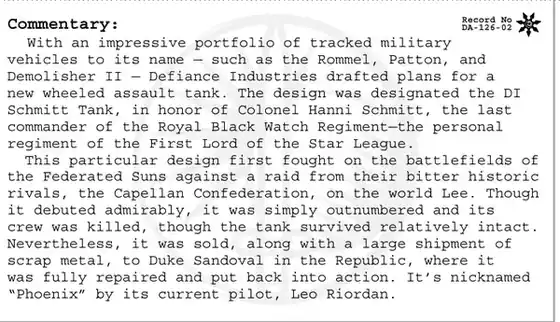 Commentary:
Record No
DA-126-02
With an impressive portfolio of tracked military
vehicles to its name — such as the Rommel, Patton, and
Demolisher II — Defiance Industries drafted plans for a
new wheeled assault tank. The design was designated the DI
Schmitt Tank, in honor of Colonel Hanni Schmitt, the last
commander of the Royal Black Watch Regiment—the personal
regiment of the First Lord of the Star League.
This particular design first fought on the battlefields of
the Federated Suns against a raid from their bitter historic
rivals, the Capellan Confederation, on the world Lee. Though
it debuted admirably, it was simply outnumbered and its
crew was killed, though the tank survived relatively intact.
Nevertheless, it was sold, along with a large shipment of
scrap metal, to Duke Sandoval in the Republic, where it
was fully repaired and put back into action. It’s nicknamed
“Phoenix” by its current pilot, Leo Riordan.